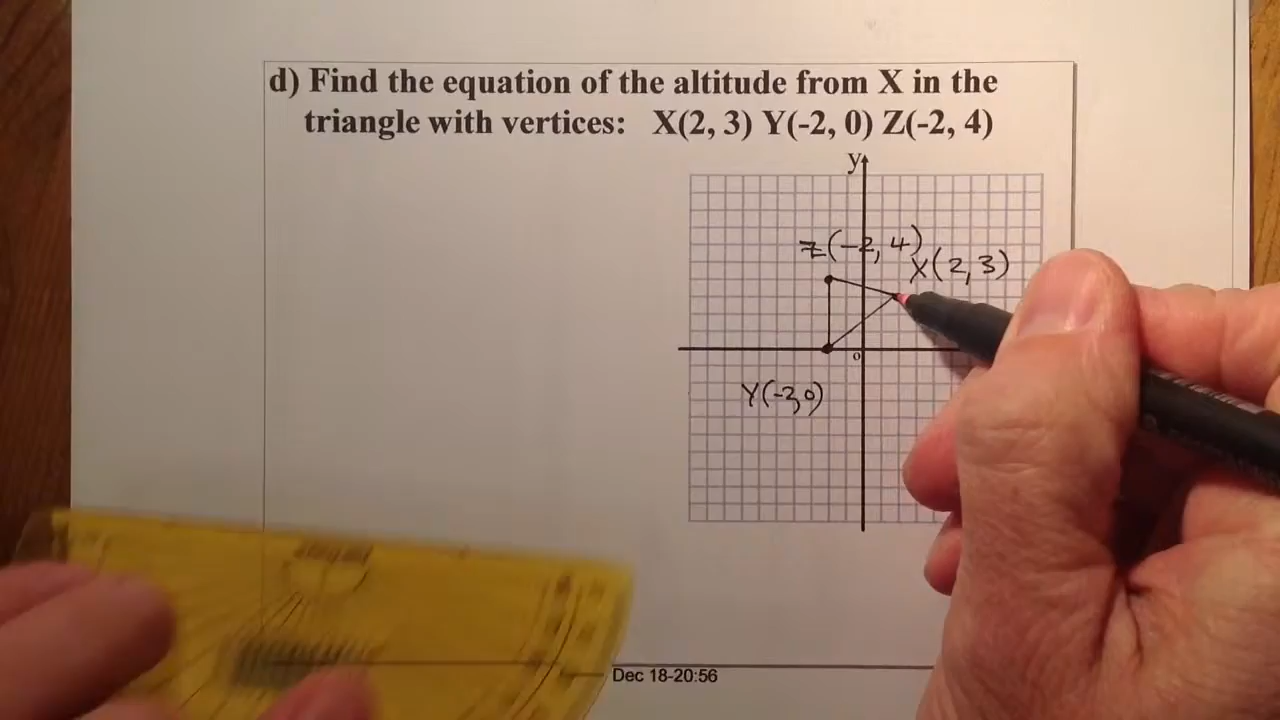 d) Find the equation of the altitude from X in the
triangle with vertices: X(2, 3) Y(-2, 0) Z(-2, 4)
y
Z(-2, 4)
X(2, 3)
o
Y(-2,0)
Dec 18-20:56